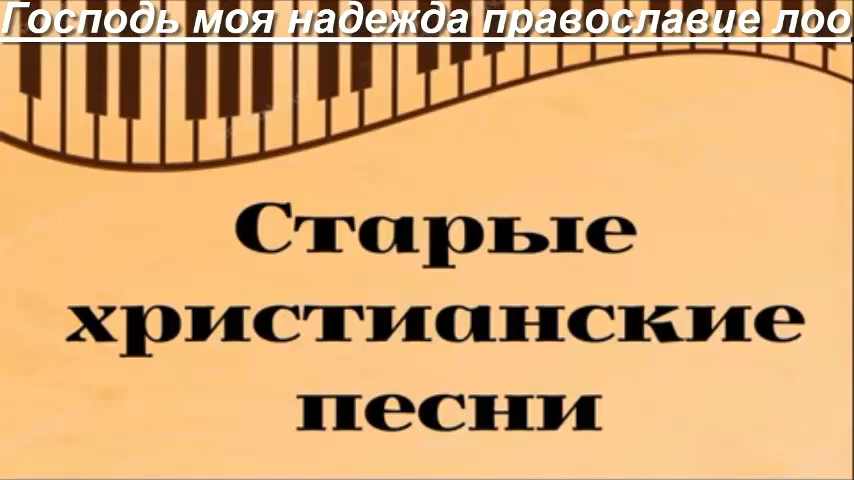 Господь моя надежда православие лоо
Старые
христианские
песни